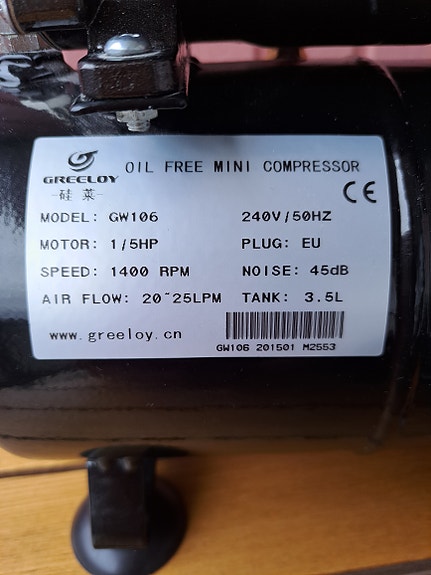 OIL FREE MINI COMPRESSOR
GREELOY
-硅莱-
CE
MODEL: GW106 240V/50HZ
MOTOR: 1/5HP PLUG: EU
SPEED: 1400 RPM NOISE: 45dB
AIR FLOW: 20~25LPM TANK: 3.5L
www.greeloy.cn
GW106 201501 M2553